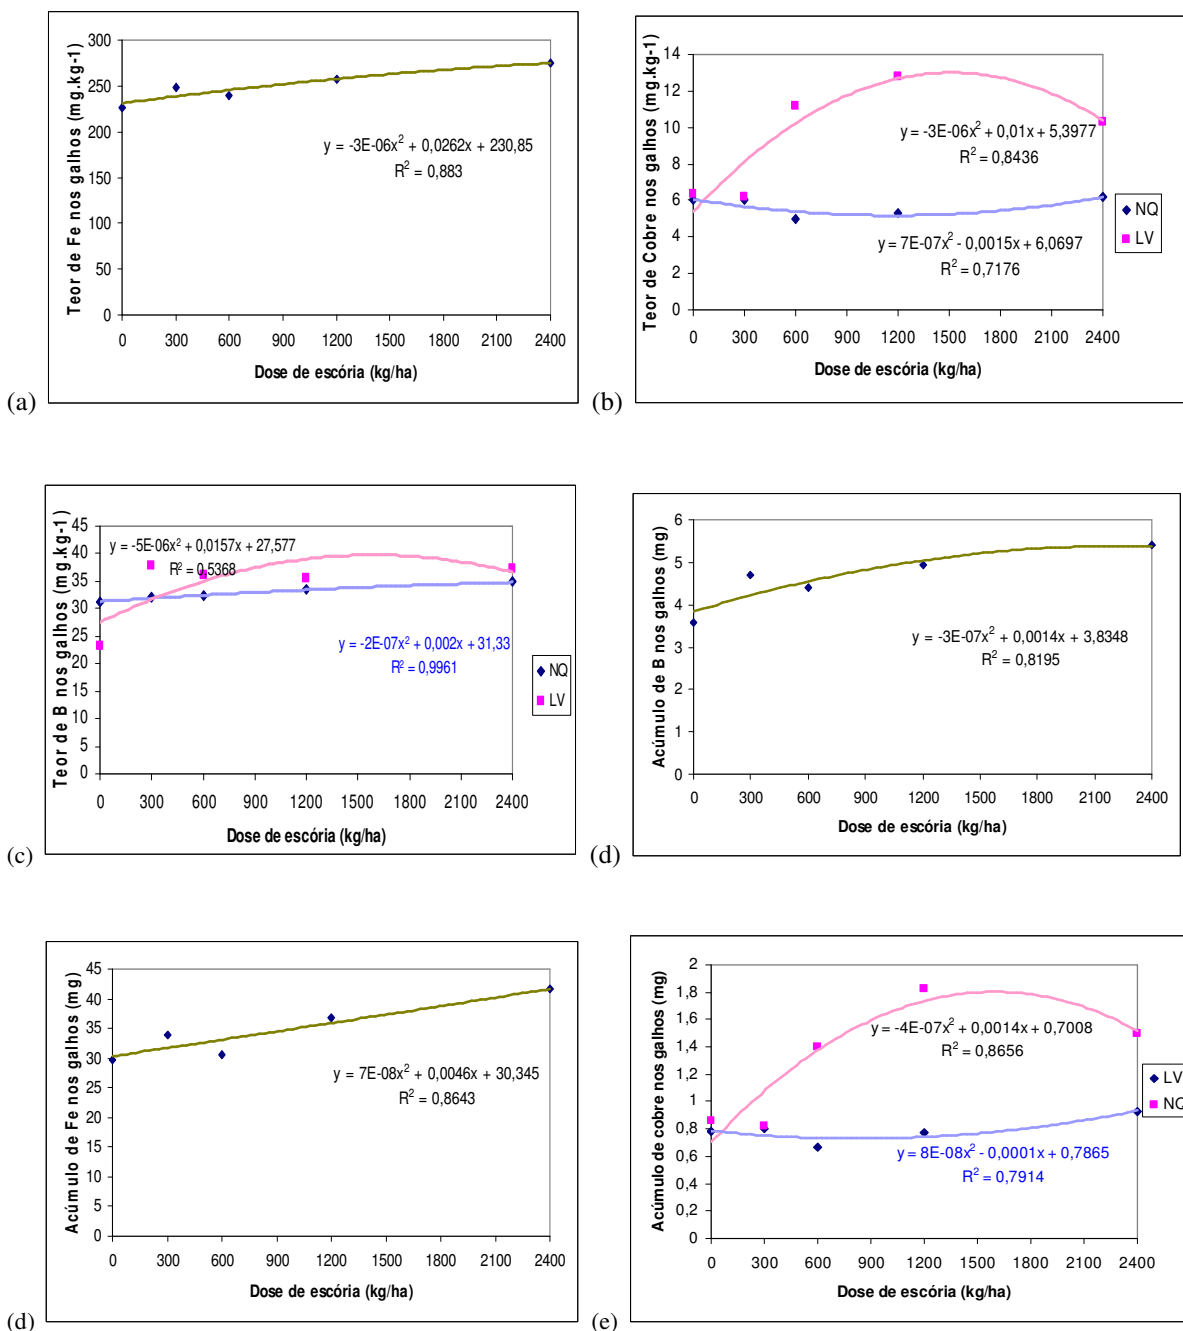 Teor de Fe nos galhos (mg.kg-1)
300
250
200
150
100
50
0
y = -3E-06x² + 0,0262x + 230,85
R² = 0,883
0 300 600 900 1200 1500 1800 2100 2400
Dose de escória (kg/ha)
(a)
Teor de Cobre nos galhos (mg.kg-1)
14
12
10
8
6
4
2
0
y = -3E-06x² + 0,01x + 5,3977
R² = 0,8436
y = 7E-07x² - 0,0015x + 6,0697
R² = 0,7176
NQ
LV
0 300 600 900 1200 1500 1800 2100 2400
Dose de escória (kg/ha)
(b)
Teor de B nos galhos (mg.kg-1)
45
40
35
30
25
20
15
10
5
0
y = -5E-06x² + 0,0157x + 27,577
R² = 0,5368
y = -2E-07x² + 0,002x + 31,33
R² = 0,9961
NQ
LV
0 300 600 900 1200 1500 1800 2100 2400
Dose de escória (kg/ha)
(c)
Acúmulo de B nos galhos (mg)
6
5
4
3
2
1
0
y = -3E-07x² + 0,0014x + 3,8348
R² = 0,8195
0 300 600 900 1200 1500 1800 2100 2400
Dose de escória (kg/ha)
(d)
Acúmulo de Fe nos galhos (mg)
45
40
35
30
25
20
15
10
5
0
y = 7E-08x² + 0,0046x + 30,345
R² = 0,8643
0 300 600 900 1200 1500 1800 2100 2400
Dose de escória (kg/ha)
(d)
Acúmulo de cobre nos galhos (mg)
2
1,8
1,6
1,4
1,2
1
0,8
0,6
0,4
0,2
0
y = -4E-07x² + 0,0014x + 0,7008
R² = 0,8656
y = 8E-08x² - 0,0001x + 0,7865
R² = 0,7914
LV
NQ
0 300 600 900 1200 1500 1800 2100 2400
Dose de escória (kg/ha)
(e)